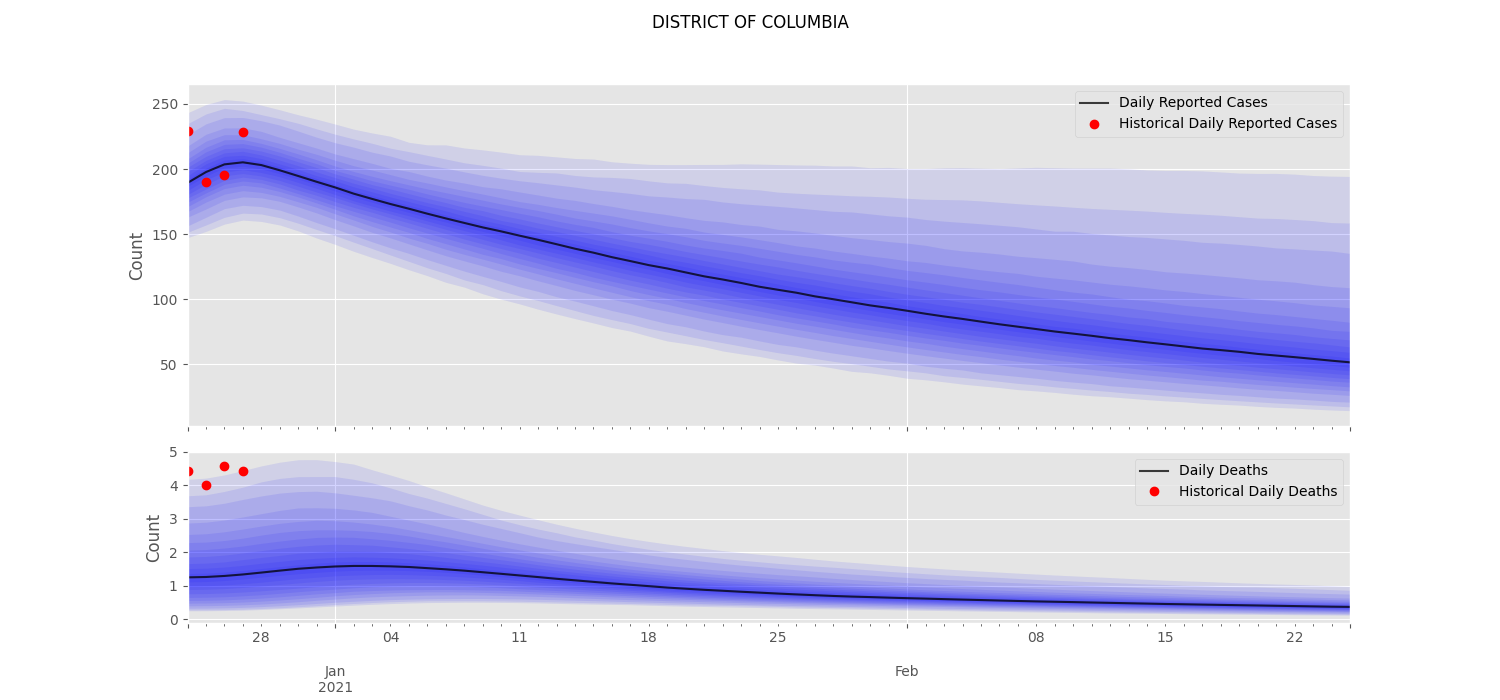 DISTRICT OF COLUMBIA
250
200
150
100
50
Count
Daily Reported Cases
Historical Daily Reported Cases
5
4
3
2
1
0
Count
Daily Deaths
Historical Daily Deaths
28 04 11 18 25 08 15 22
Jan Feb
2021